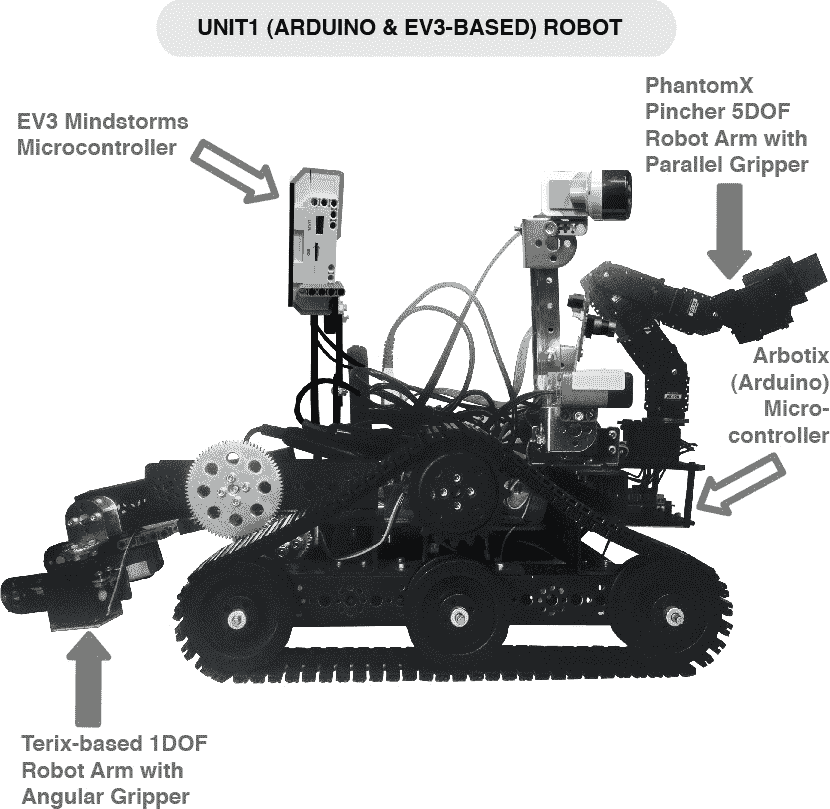 UNIT1 (ARDUINO & EV3-BASED) ROBOT
EV3 Mindstorms
Microcontroller
PhantomX
Pincher 5DOF
Robot Arm with
Parallel Gripper
Arbotix
(Arduino)
Micro-
controller
Terix-based 1DOF
Robot Arm with
Angular Gripper